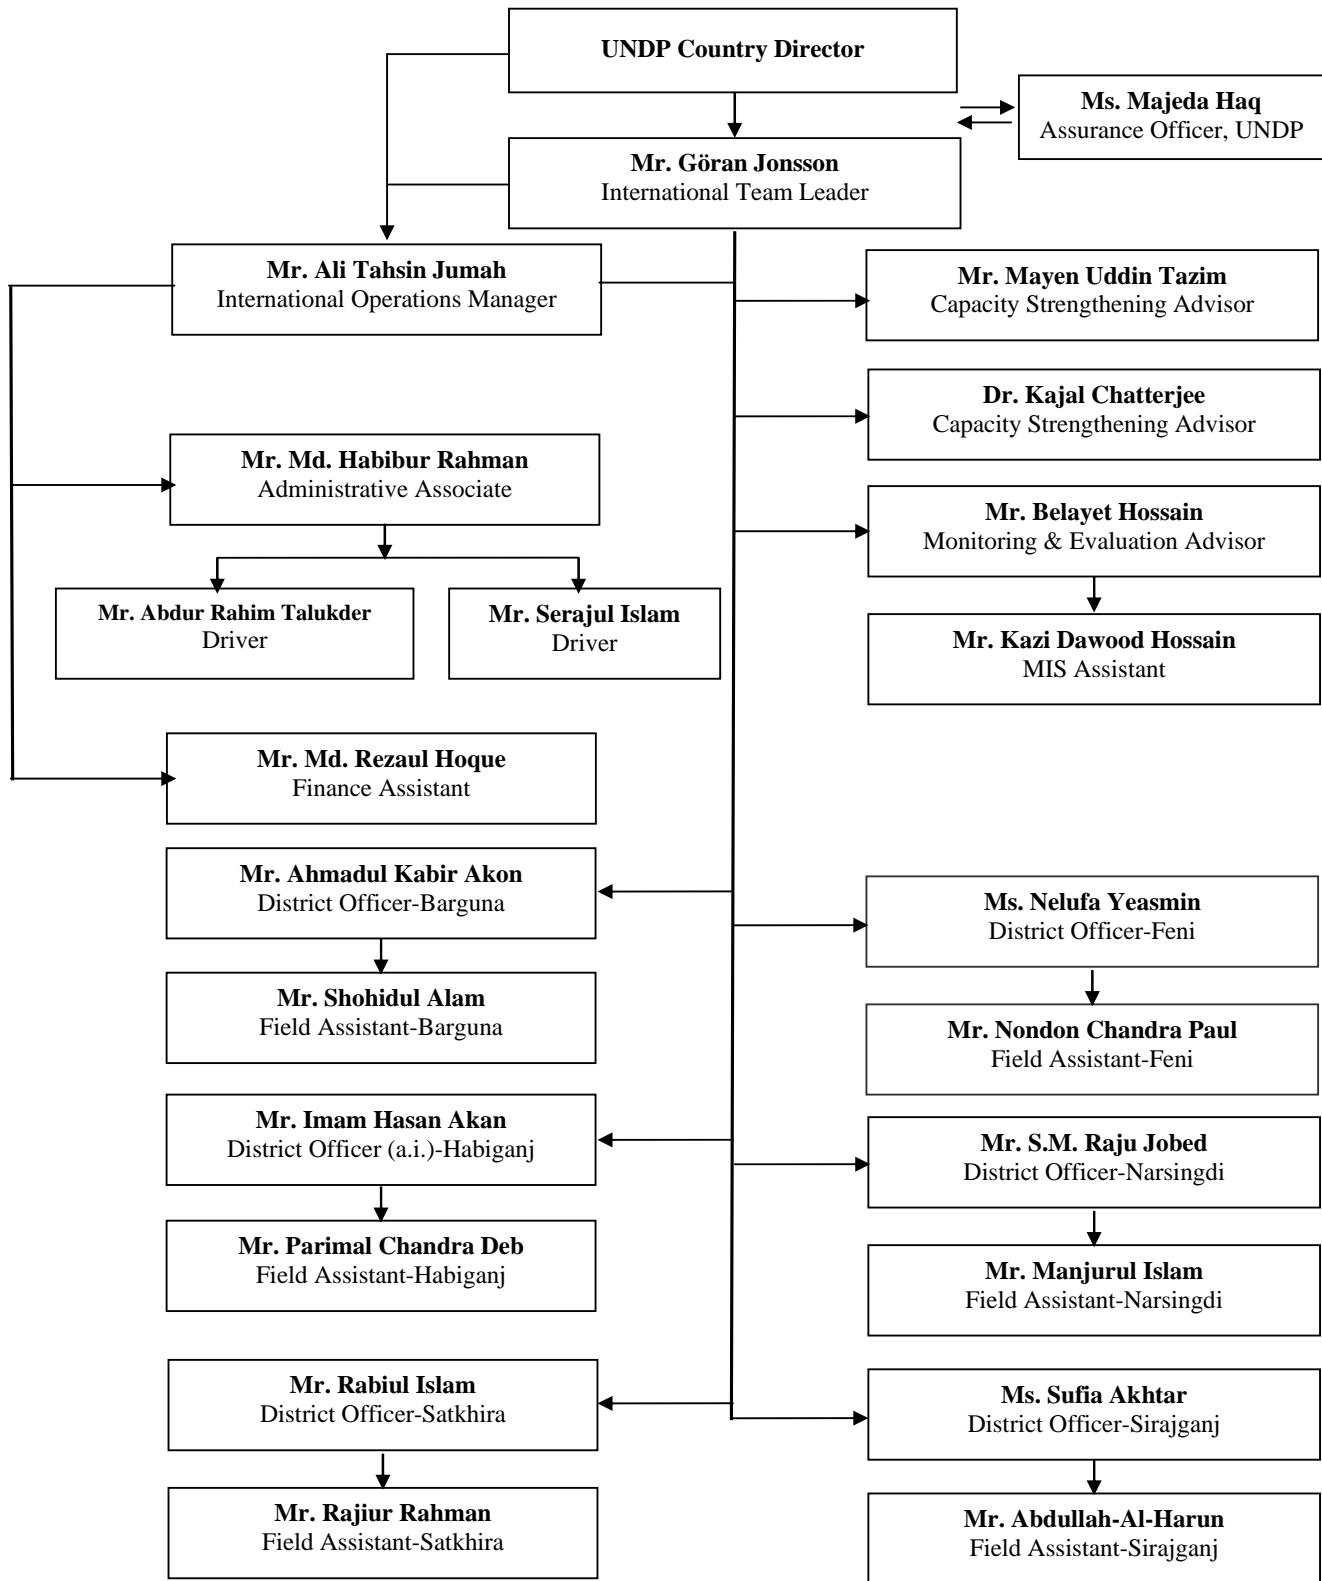 UNDP Country Director
Ms. Majeda Haq
Assurance Officer, UNDP
Mr. Göran Jonsson
International Team Leader
Mr. Ali Tahsin Jumah
International Operations Manager
Mr. Mayen Uddin Tazim
Capacity Strengthening Advisor
Dr. Kajal Chatterjee
Capacity Strengthening Advisor
Mr. Md. Habibur Rahman
Administrative Associate
Mr. Belayet Hossain
Monitoring & Evaluation Advisor
Mr. Abdur Rahim Talukder
Driver
Mr. Serajul Islam
Driver
Mr. Kazi Dawood Hossain
MIS Assistant
Mr. Md. Rezaul Hoque
Finance Assistant
Mr. Ahmadul Kabir Akon
District Officer-Barguna
Ms. Nelufa Yeasmin
District Officer-Feni
Mr. Shohidul Alam
Field Assistant-Barguna
Mr. Nondon Chandra Paul
Field Assistant-Feni
Mr. Imam Hasan Akan
District Officer (a.i.)-Habiganj
Mr. S.M. Raju Jobed
District Officer-Narsingdi
Mr. Parimal Chandra Deb
Field Assistant-Habiganj
Mr. Manjurul Islam
Field Assistant-Narsingdi
Mr. Rabiul Islam
District Officer-Satkhira
Ms. Sufia Akhtar
District Officer-Sirajganj
Mr. Rajiur Rahman
Field Assistant-Satkhira
Mr. Abdullah-Al-Harun
Field Assistant-Sirajganj